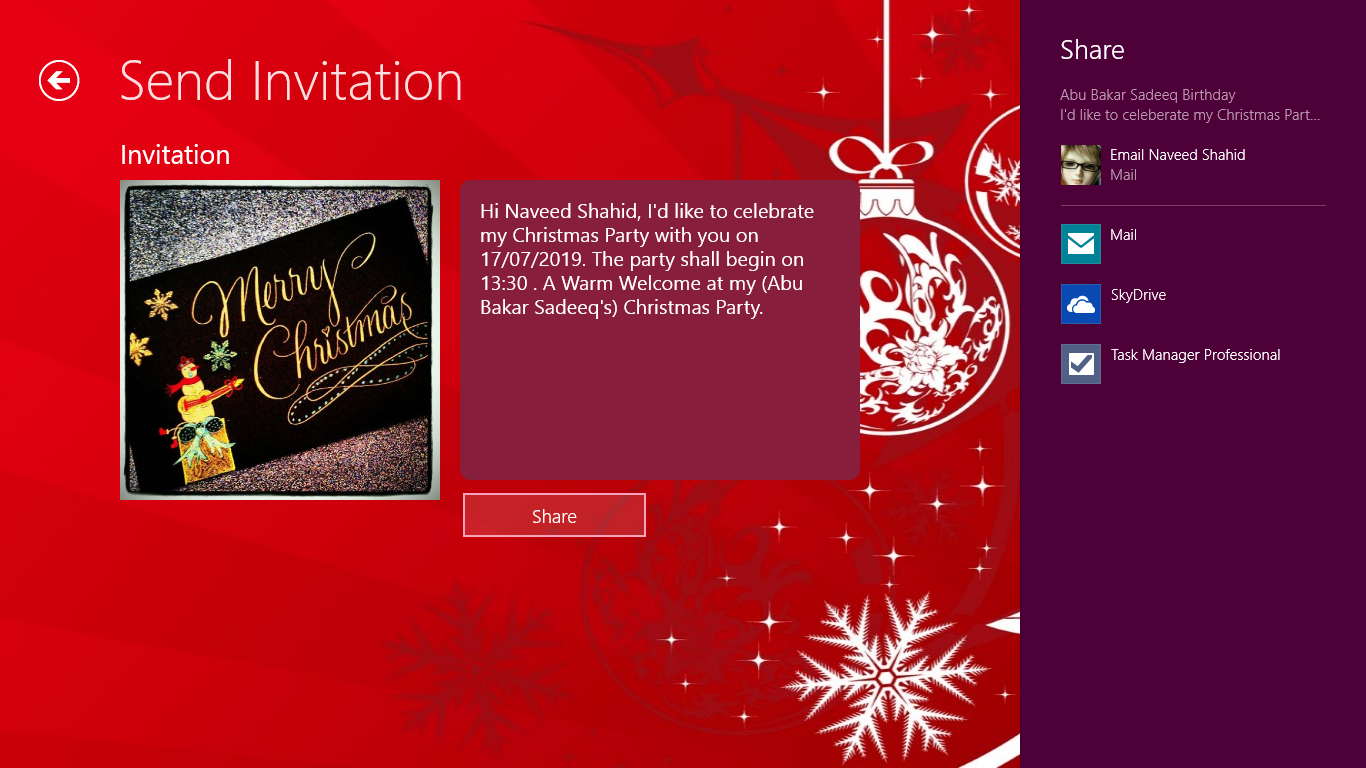 Send Invitation
Invitation
Merry
Christmas
Hi Naveed Shahid, I'd like to celebrate
my Christmas Party with you on
17/07/2019. The party shall begin on
13:30 . A Warm Welcome at my (Abu
Bakar Sadeeq's) Christmas Party.
Share
Share
Abu Bakar Sadeeq Birthday
I'd like to celeberate my Christmas Part...
Email Naveed Shahid
Mail
Mail
SkyDrive
Task Manager Professional